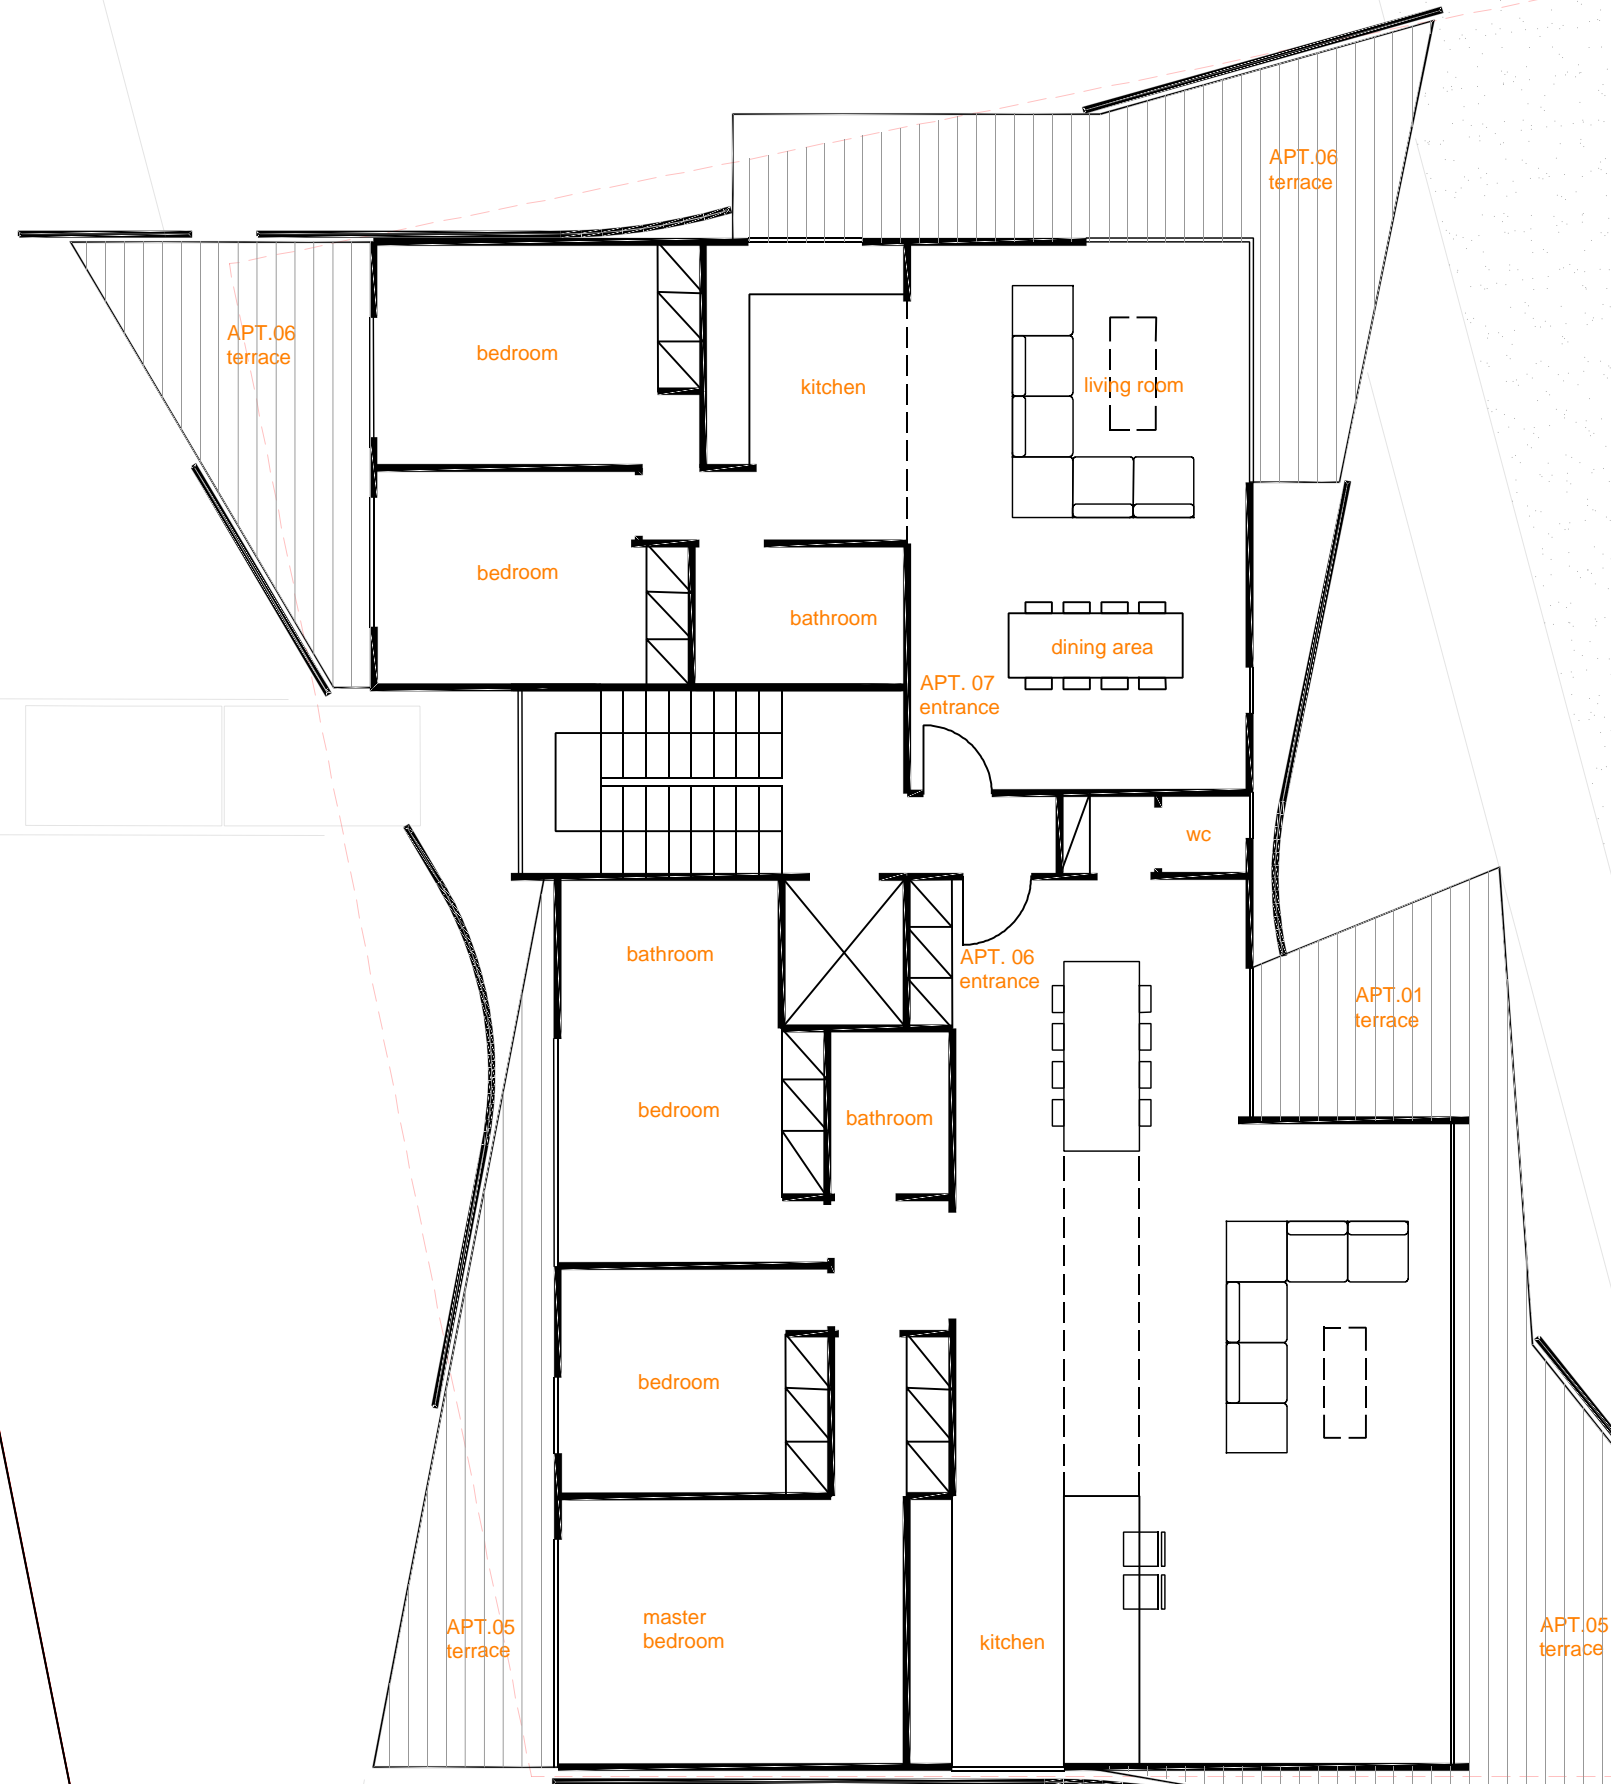 APT.06
terrace
APT.06
terrace
bedroom
kitchen
living room
bedroom
bathroom
dining area
APT. 07
entrance
wc
bathroom
APT. 06
entrance
APT.01
terrace
bedroom
bathroom
bedroom
master
bedroom
kitchen
APT.05
terrace
APT.05
terrace